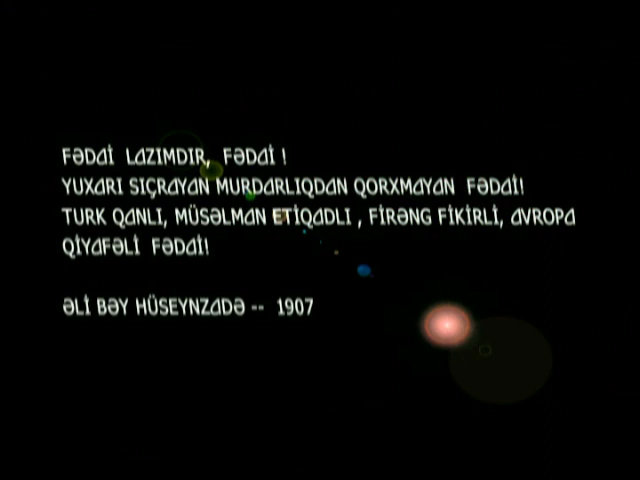 FƏDAİ LAZIMDIR, FƏDAİ !
YUXARI SIÇRAYAN MURDARLIQDAN QORXMAYAN FƏDAİ!
TURK QANLI, MÜSƏLMAN ETİQADLI , FİRƏNG FİKİRLİ, AVROPA
QİYAFƏLİ FƏDAİ!
ƏLİ BƏY HÜSEYNZADƏ -- 1907